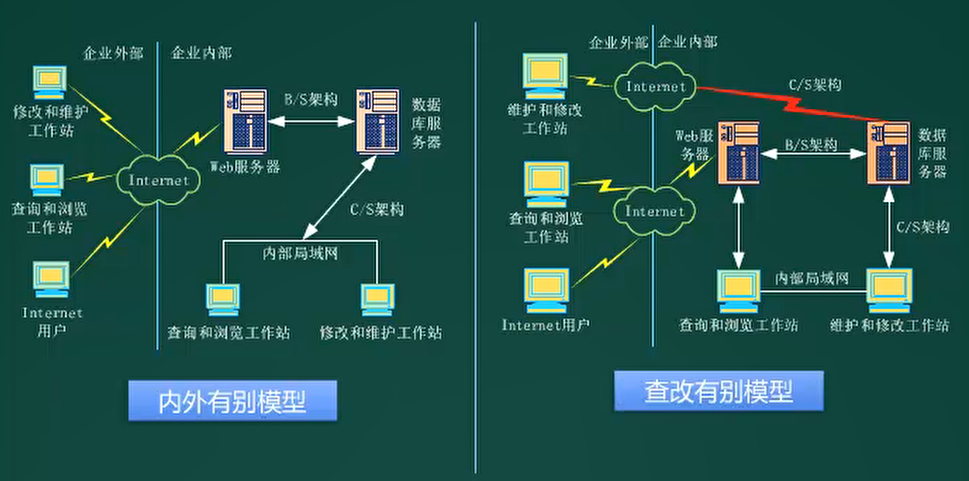 企业外部
企业内部
修改和维护
工作站
B/S架构
数据
库服
务器
Web服务器
Internet
查询和浏览
工作站
C/S架构
内部局域网
Internet
用户
查询和浏览工作站
修改和维护工作站
内外有别模型
企业外部
企业内部
Internet
C/S架构
维护和修改
工作站
Web服
务器
B/S架构
数据
库服
务器
查询和浏览
工作站
Internet
C/S架构
内部局域网
Internet用户
查询和浏览工作站
维护和修改工作站
查改有别模型